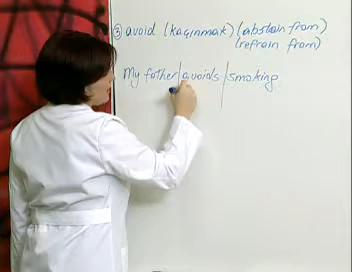 ③ avoid (kaçınmak) (abstain from)
(refrain from)
My father | avoids | smoking.